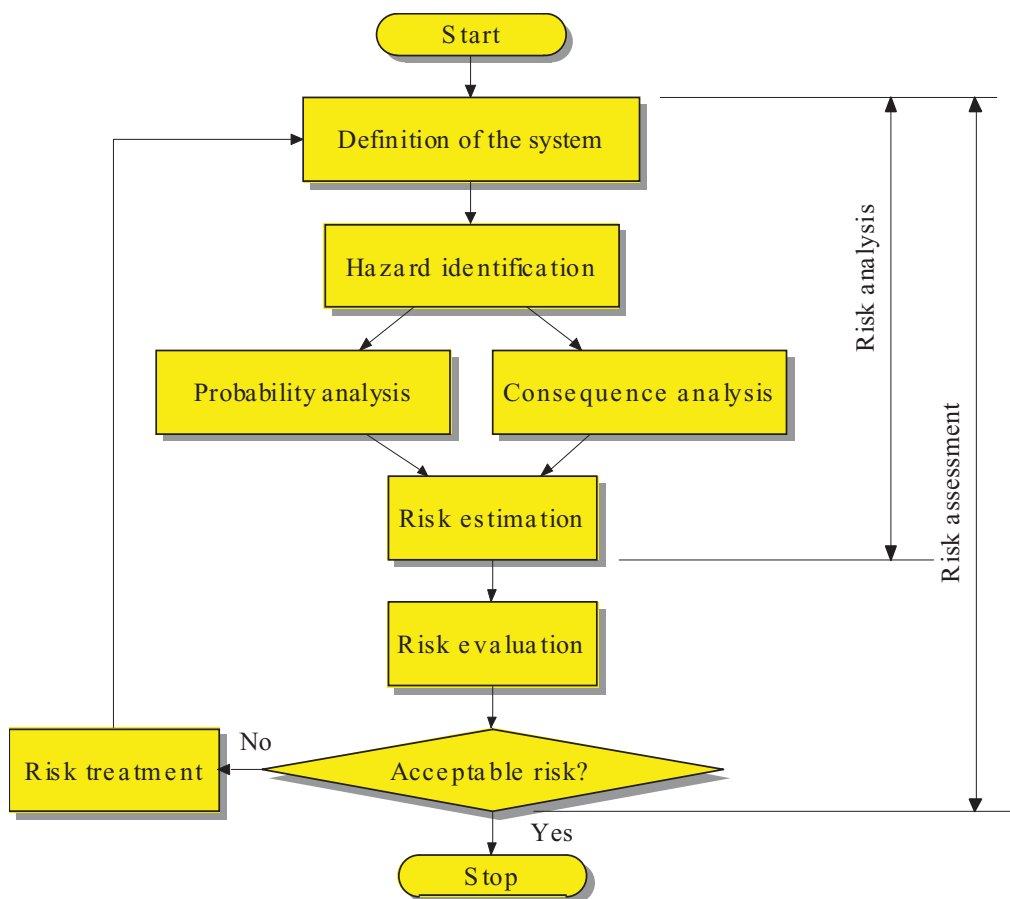 Start
Definition of the system
Hazard identification
Probability analysis
Consequence analysis
Risk estimation
Risk evaluation
Acceptable risk?
No
Risk treatment
Yes
Stop
Risk analysis
Risk assessment